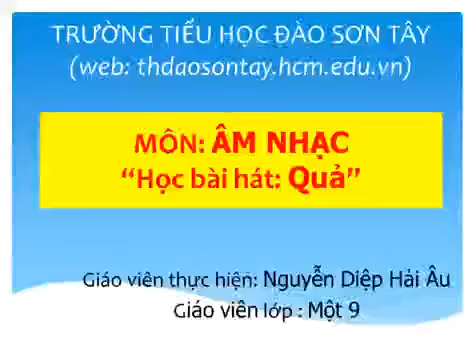 TRƯỜNG TIỂU HỌC ĐÀO SƠN TÂY
(web: thdaosontay.hcm.edu.vn)
MÔN: ÂM NHẠC
“Học bài hát: Quả”
Giáo viên thực hiện: Nguyễn Diệp Hải Âu
Giáo viên lớp : Một 9